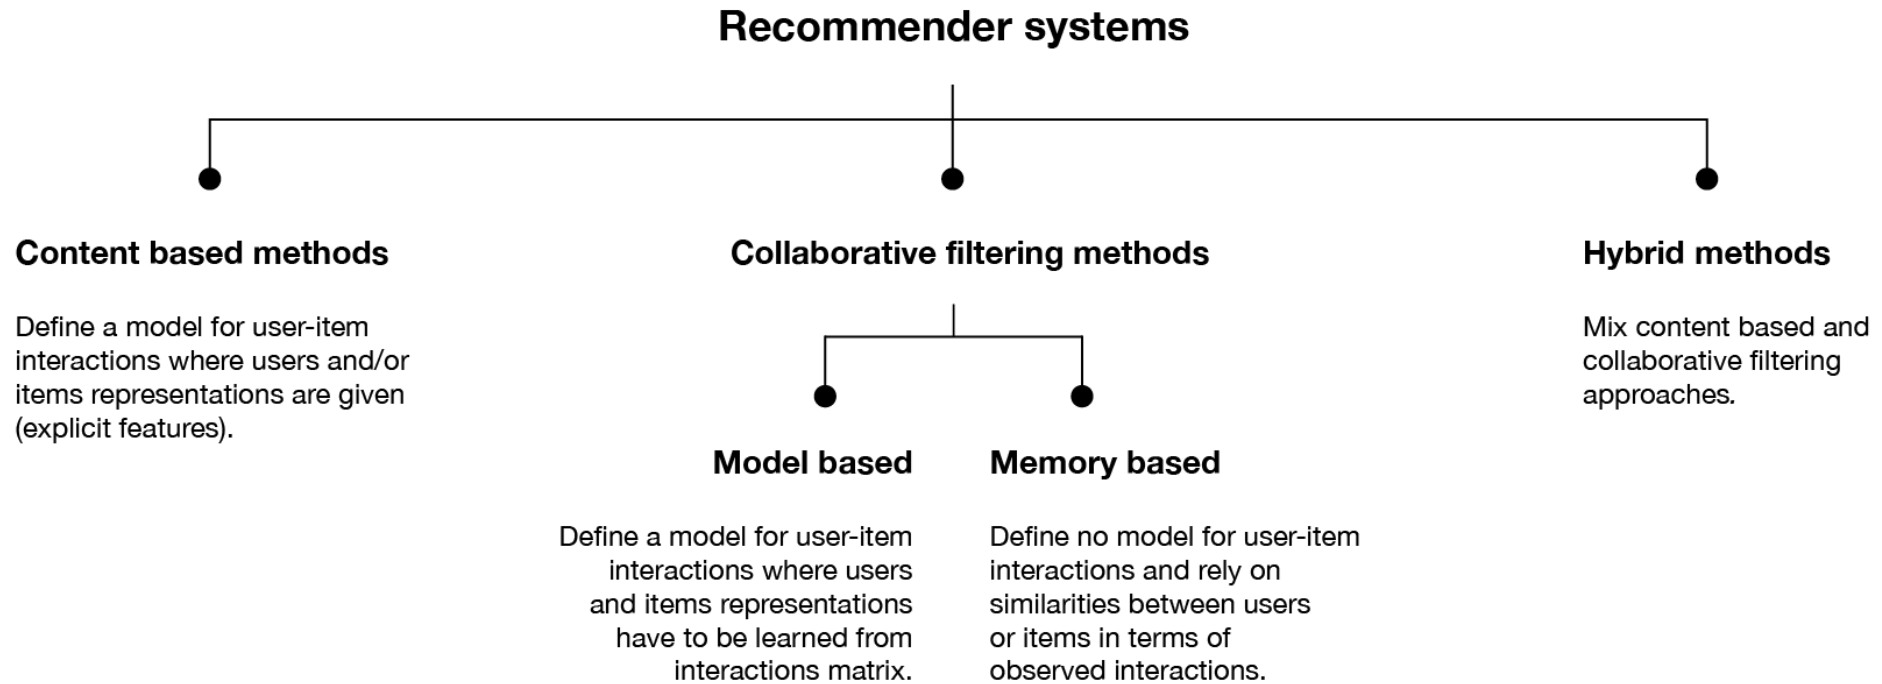 Recommender systems
Content based methods
Define a model for user-item
interactions where users and/or
items representations are given
(explicit features).
Collaborative filtering methods
Model based
Define a model for user-item
interactions where users
and items representations
have to be learned from
interactions matrix.
Memory based
Define no model for user-item
interactions and rely on
similarities between users
or items in terms of
observed interactions.
Hybrid methods
Mix content based and
collaborative filtering
approaches.